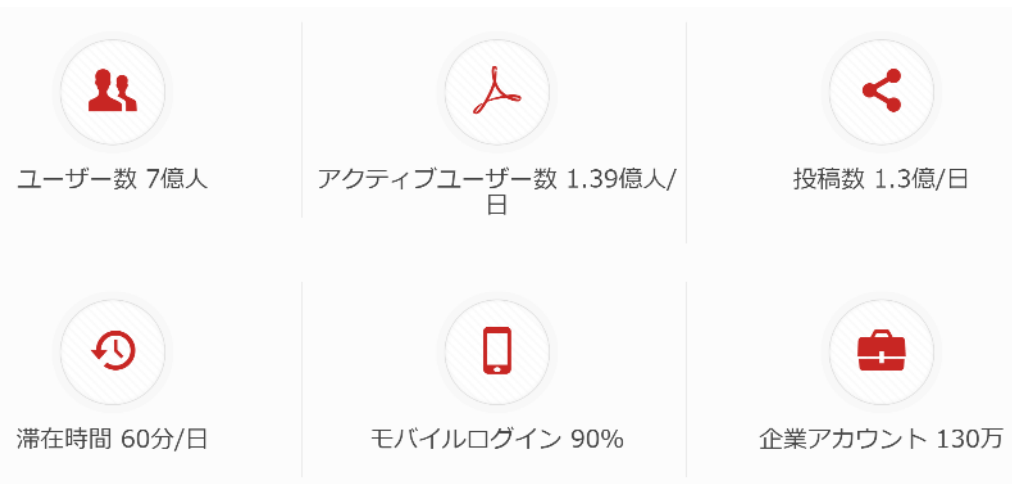 ユーザー数 7億人
アクティブユーザー数 1.39億人/
日
投稿数 1.3億/日
滞在時間 60分/日
モバイルログイン 90%
企業アカウント 130万